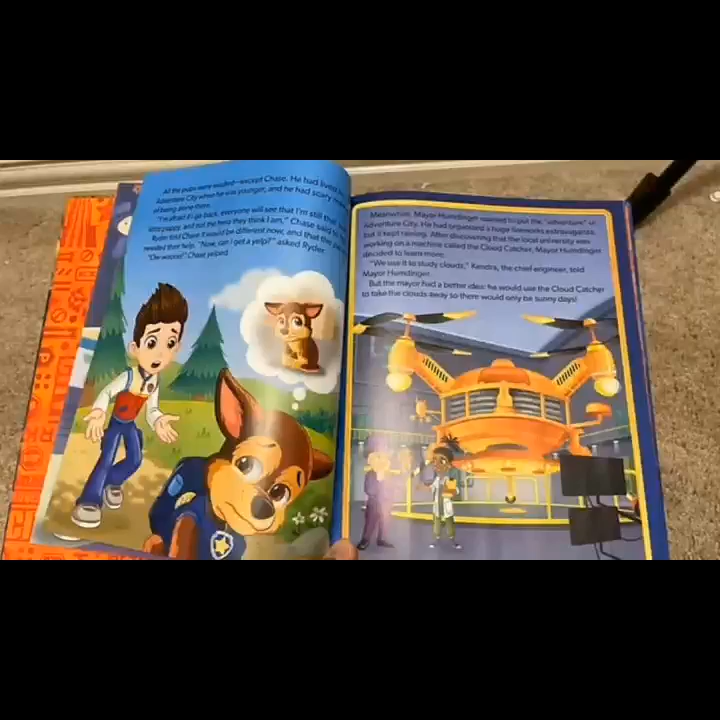 All the pups were excited—except Chase. He had lived in
Adventure City when he was younger, and he had scary
of being alone there.
"I'm afraid if I go back, everyone will see that I'm still that
little puppy, and not the hero they think I am," Chase said
Ryder told Chase it would be different now, and that the
needed their help. "Now, can I get a yelp?" asked Ryder.
Chase yelped.
Meanwhile, Mayor Humdinger wanted to put the "adventure" in
Adventure City. He had organized a huge fireworks extravaganza,
but it kept raining. After discovering that the local university was
working on a machine called the Cloud Catcher, Mayor Humdinger
decided to learn more.
"We use it to study clouds," Kendra, the chief engineer, told
Mayor Humdinger.
But the mayor had a better idea: he would use the Cloud Catcher
to take the clouds away so there would only be sunny days!